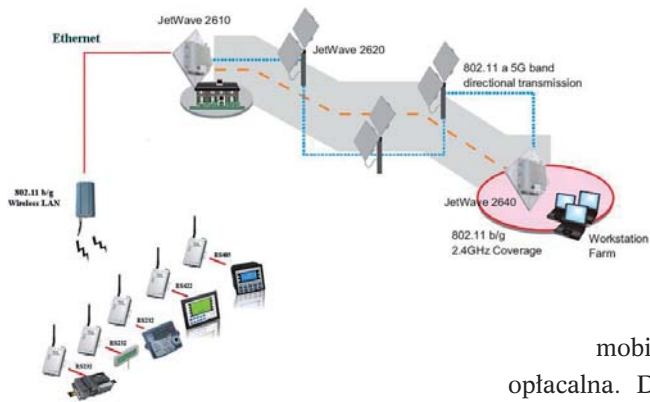 JetWave 2610
Ethernet
JetWave 2620
802.11 a 5G band
directional transmission
802.11 b/g
Wireless LAN
JetWave 2640
802.11 b/g
2.4GHz Coverage
Workstation
Farm
RS485
RS422
RS232
RS232
RS232
mobi
opłacalna. D